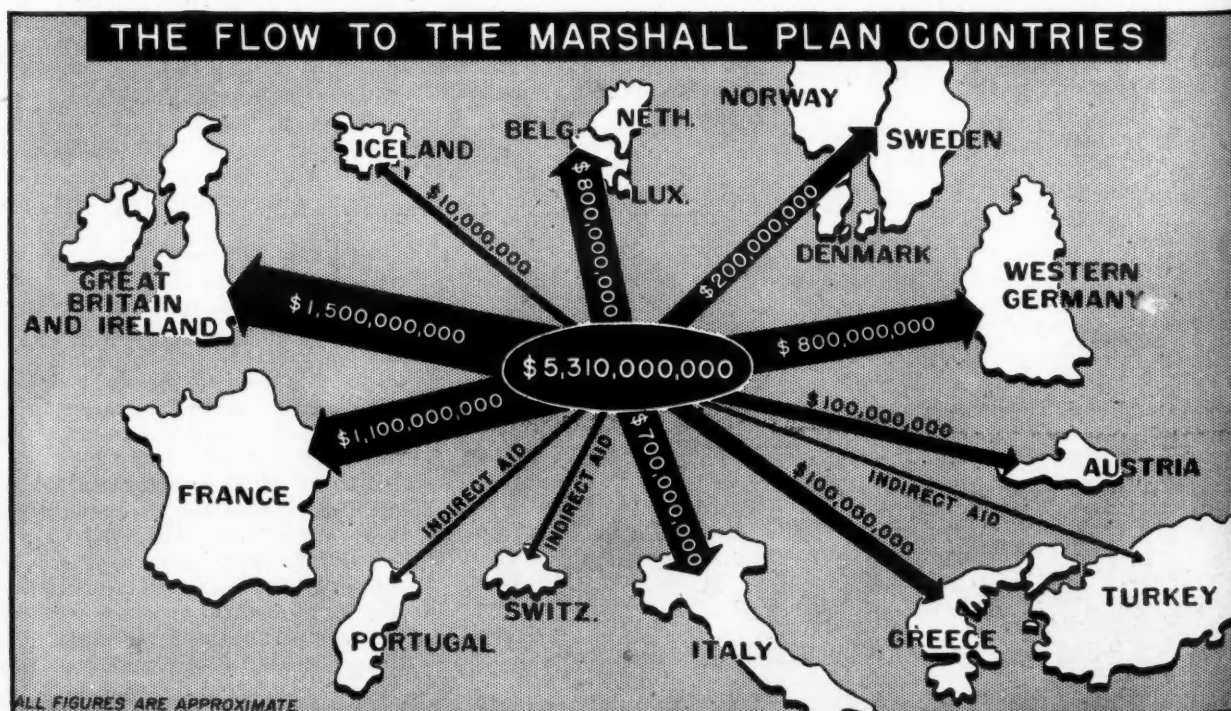 THE FLOW TO THE MARSHALL PLAN COUNTRIES
ICELAND
$10,000,000
BELG.
NETH.
LUX.
$800,000,000
NORWAY
SWEDEN
DENMARK
$200,000,000
GREAT
BRITAIN
AND IRELAND
$1,500,000,000
WESTERN
GERMANY
$800,000,000
$5,310,000,000
FRANCE
$1,100,000,000
$100,000,000
AUSTRIA
INDIRECT AID
PORTUGAL
INDIRECT AID
SWITZ.
$700,000,000
ITALY
$100,000,000
GREECE
INDIRECT AID
TURKEY
ALL FIGURES ARE APPROXIMATE